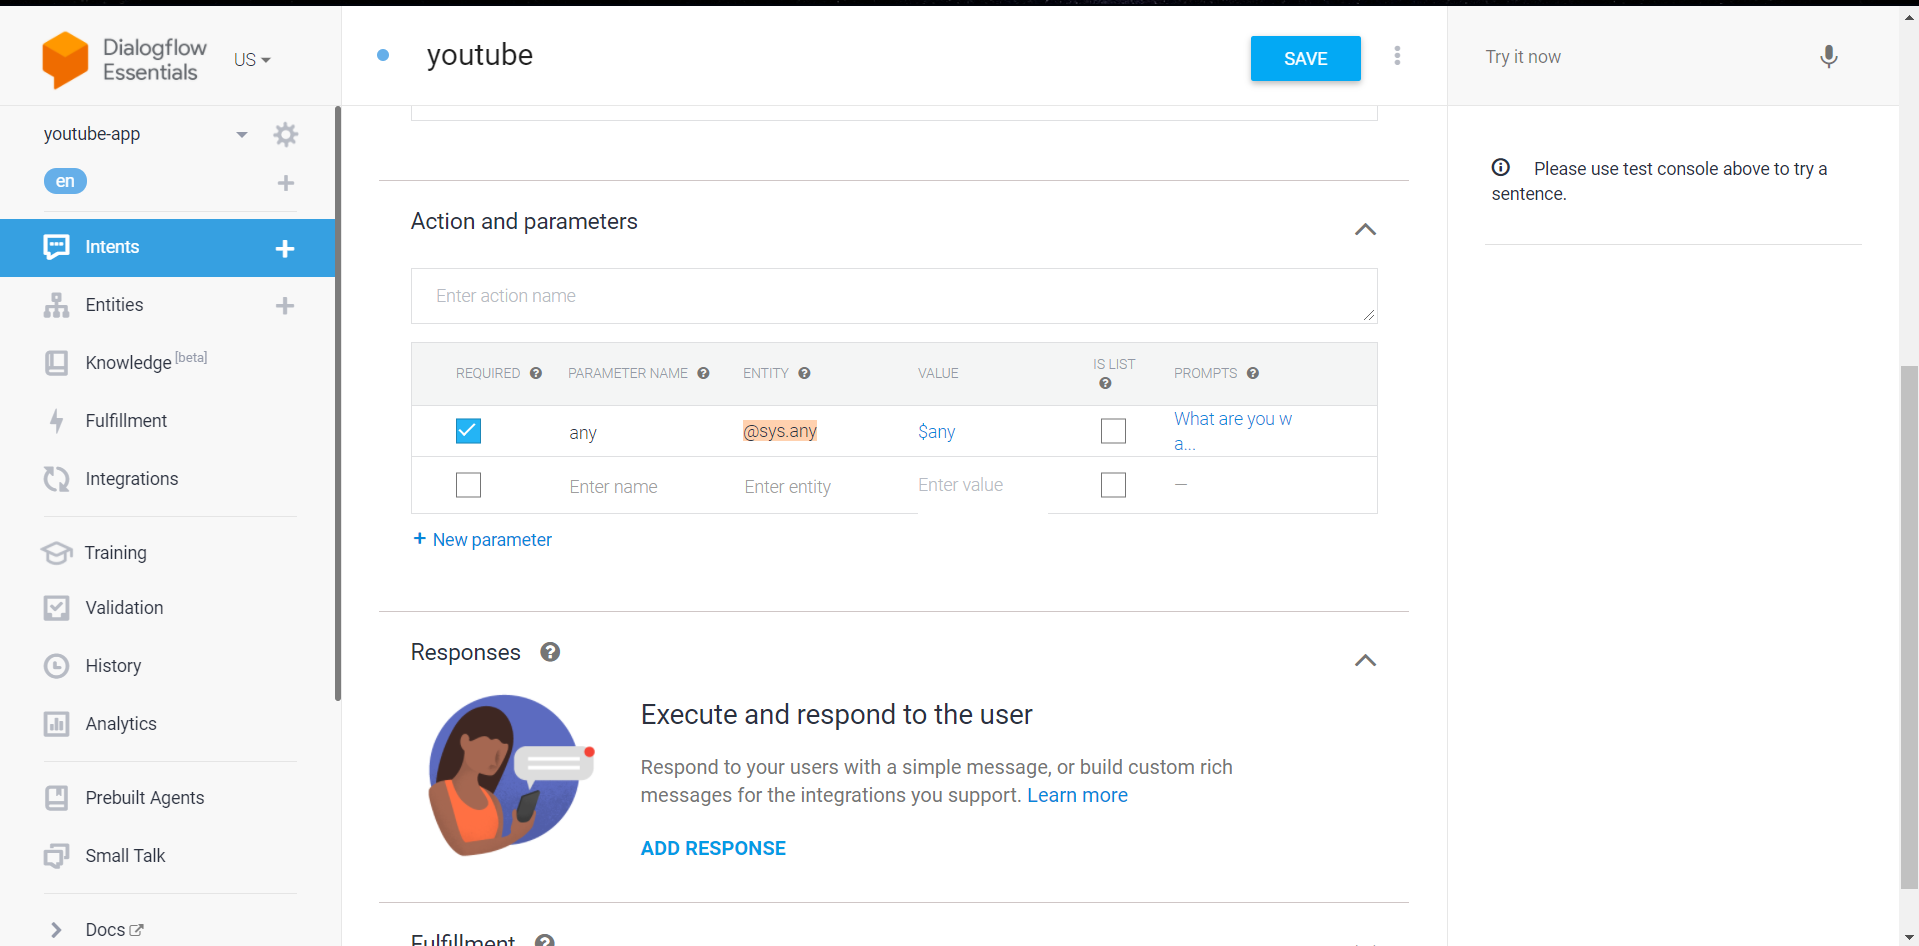 Dialogflow
Essentials
US
youtube
SAVE
Try it now
youtube-app
en
Please use test console above to try a
sentence.
Intents
Entities
Knowledge [beta]
Fulfillment
Integrations
Training
Validation
History
Analytics
Prebuilt Agents
Small Talk
Docs
Action and parameters
Enter action name
REQUIRED
PARAMETER NAME
ENTITY
VALUE
IS LIST
PROMPTS
any
@sys.any
$any
What are you w
a...
Enter name
Enter entity
Enter value
—
+ New parameter
Responses
Execute and respond to the user
Respond to your users with a simple message, or build custom rich
messages for the integrations you support. Learn more
ADD RESPONSE
Fulfillment